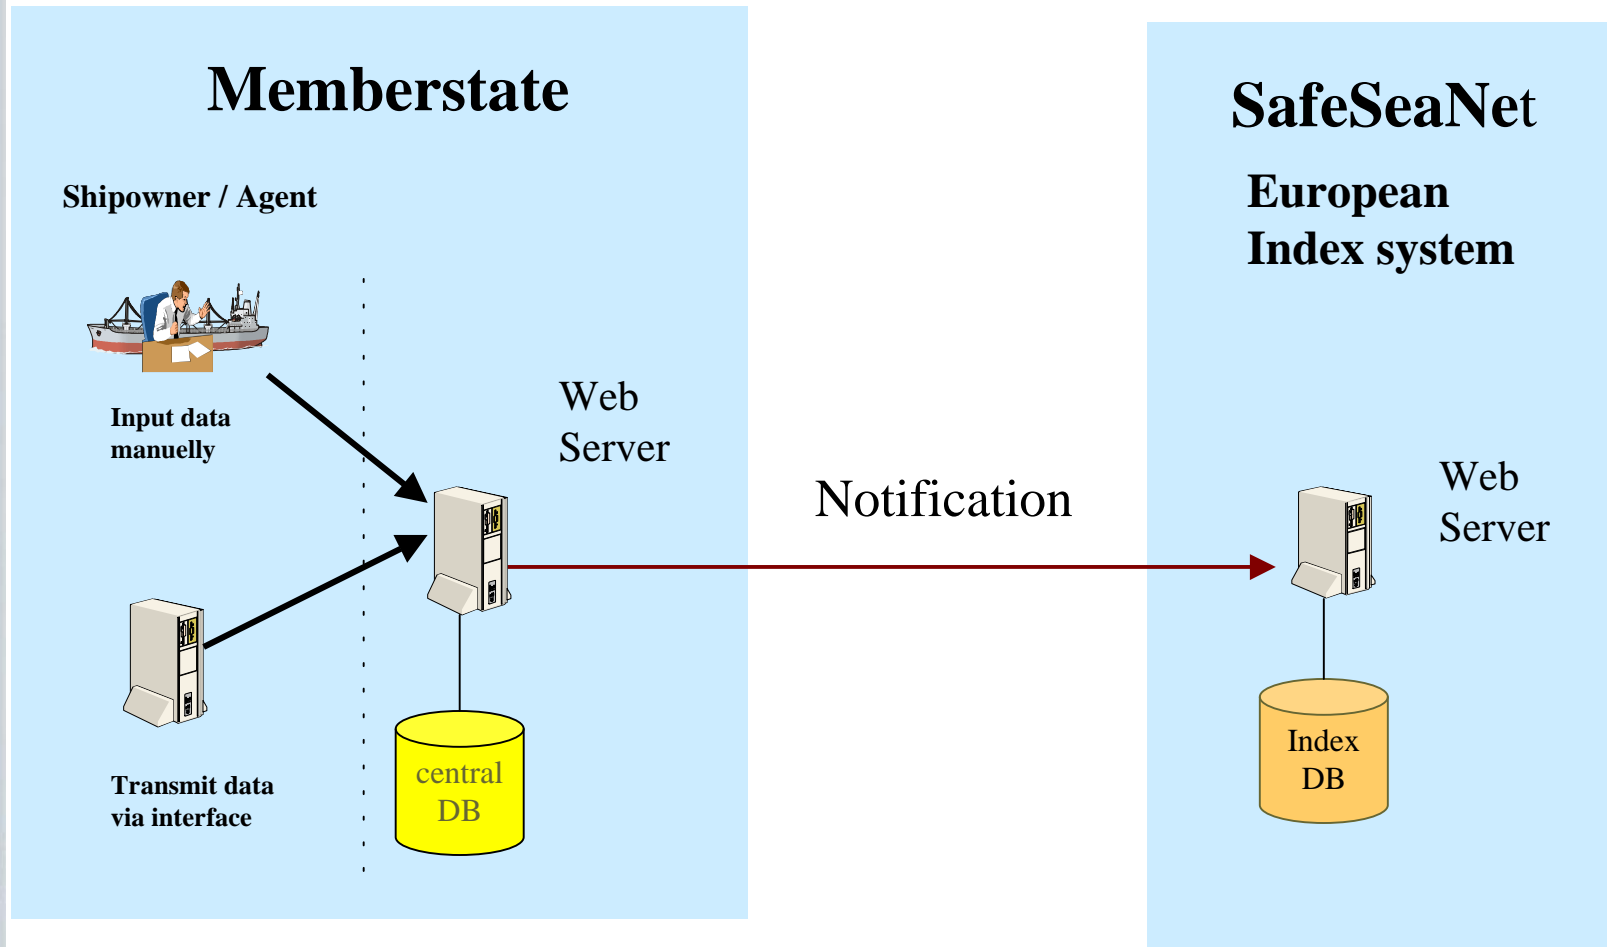 Memberstate
Shipowner / Agent
Input data
manuelly
Web
Server
Transmit data
via interface
central
DB
Notification
SafeSeaNet
European
Index system
Web
Server
Index
DB